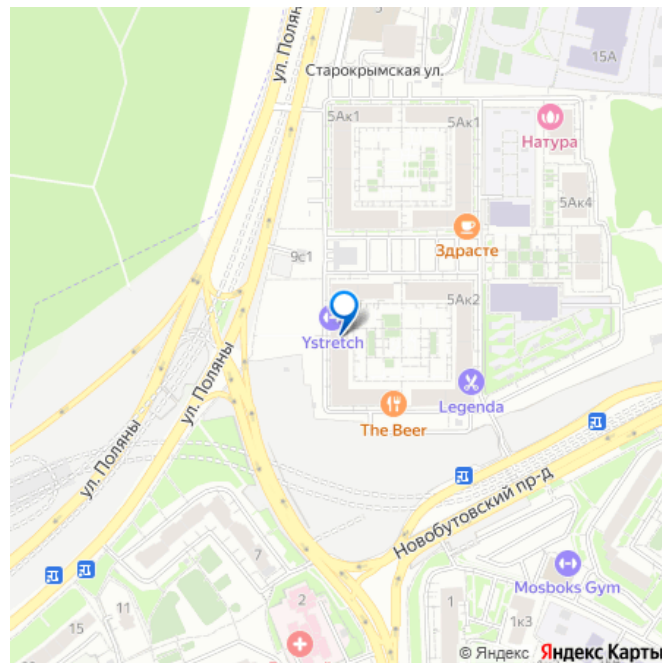 ул. Поляны
Старокрымская ул.
15А
5Ак1
5Ак1
Натура
5Ак4
Здрасте
9с1
5Ак2
Ystretch
ул. Поляны
Legenda
The Beer
ул. Поляны
Новобутовский пр-д
7
Mosboks Gym
2
1
11
15
1к3
© Яндекс Яндекс Карты